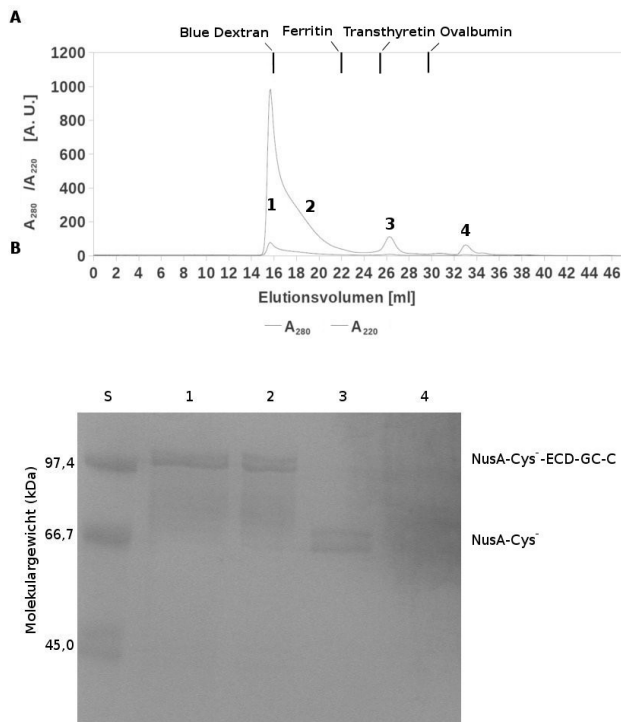 A
Blue Dextran Ferritin Transthyretin Ovalbumin
1200
1000
800
600
400
200
0
A280 /A220 [A. U.]
1 2 3 4
B
0 2 4 6 8 10 12 14 16 17 20 22 24 26 28 30 32 34 36 38 40 42 44 46
Elutionsvolumen [ml]
A280 A220
S 1 2 3 4
Molekulargewicht (kDa)
97,4 NusA-Cys⁻-ECD-GC-C
66,7 NusA-Cys⁻
45,0